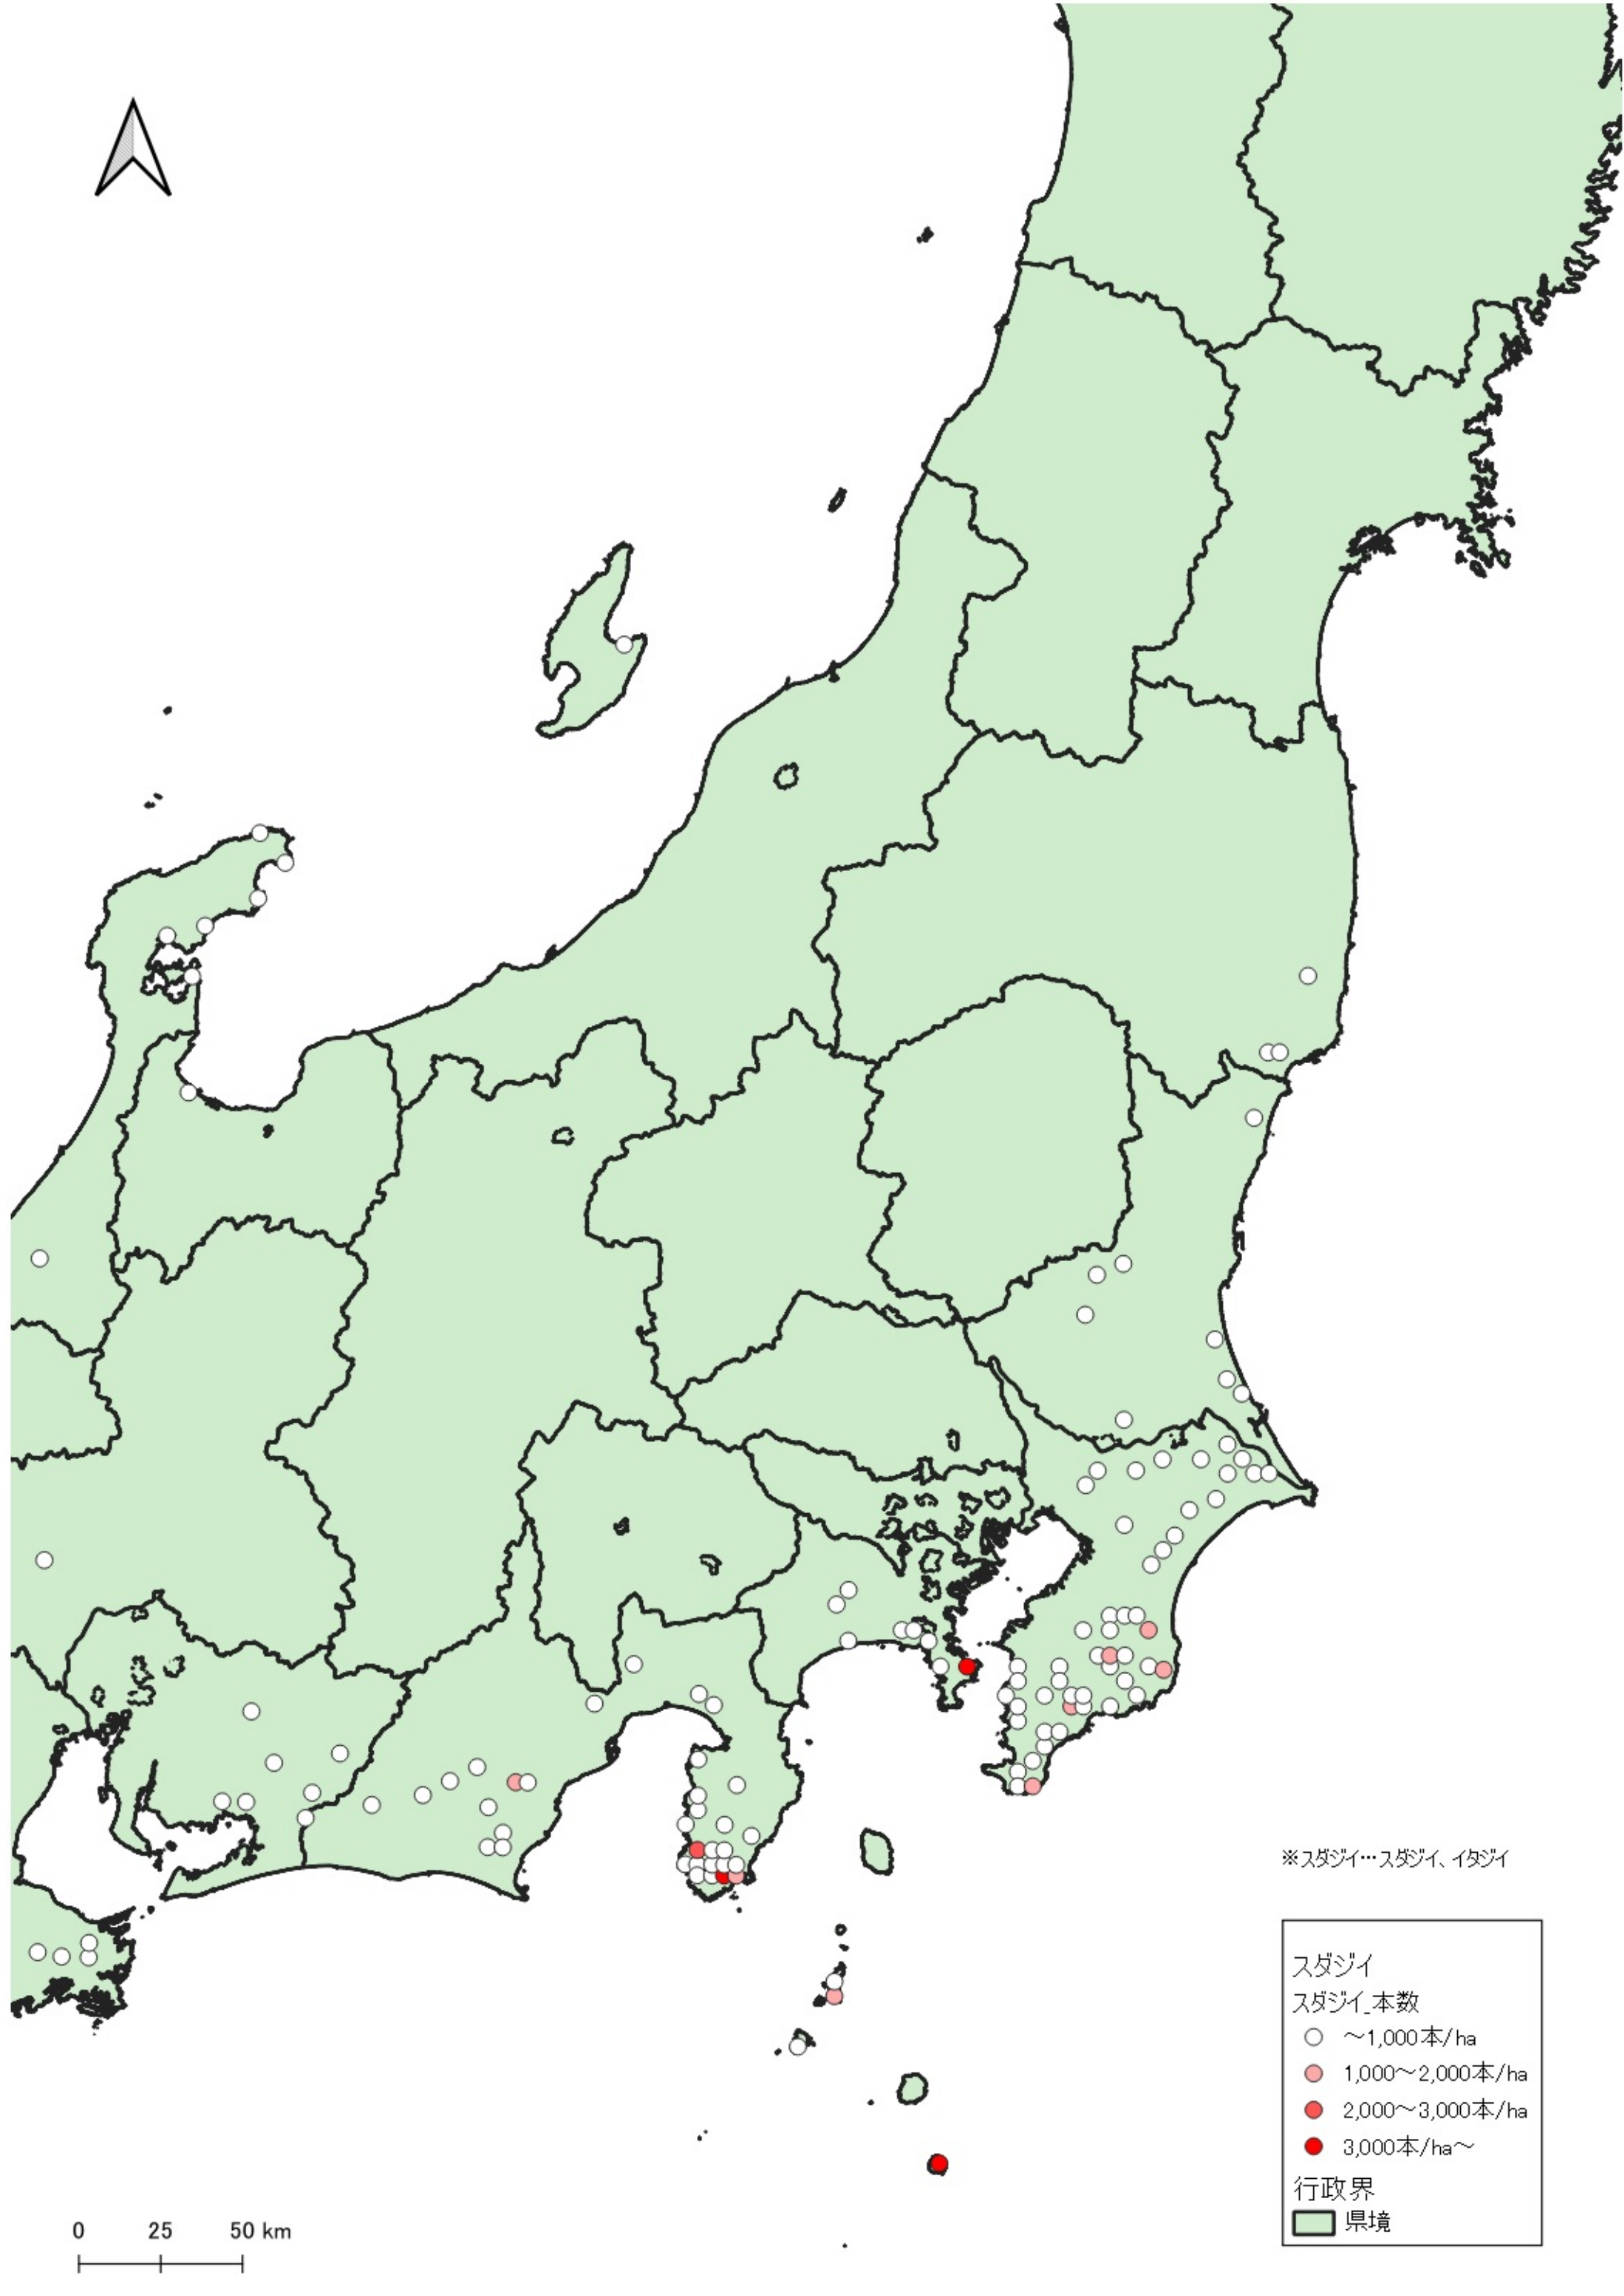 ※スダジイ…スダジイ、イタジイ
スダジイ
スダジイ_本数
～1,000本/ha
1,000～2,000本/ha
2,000～3,000本/ha
3,000本/ha～
行政界
県境
0 25 50 km